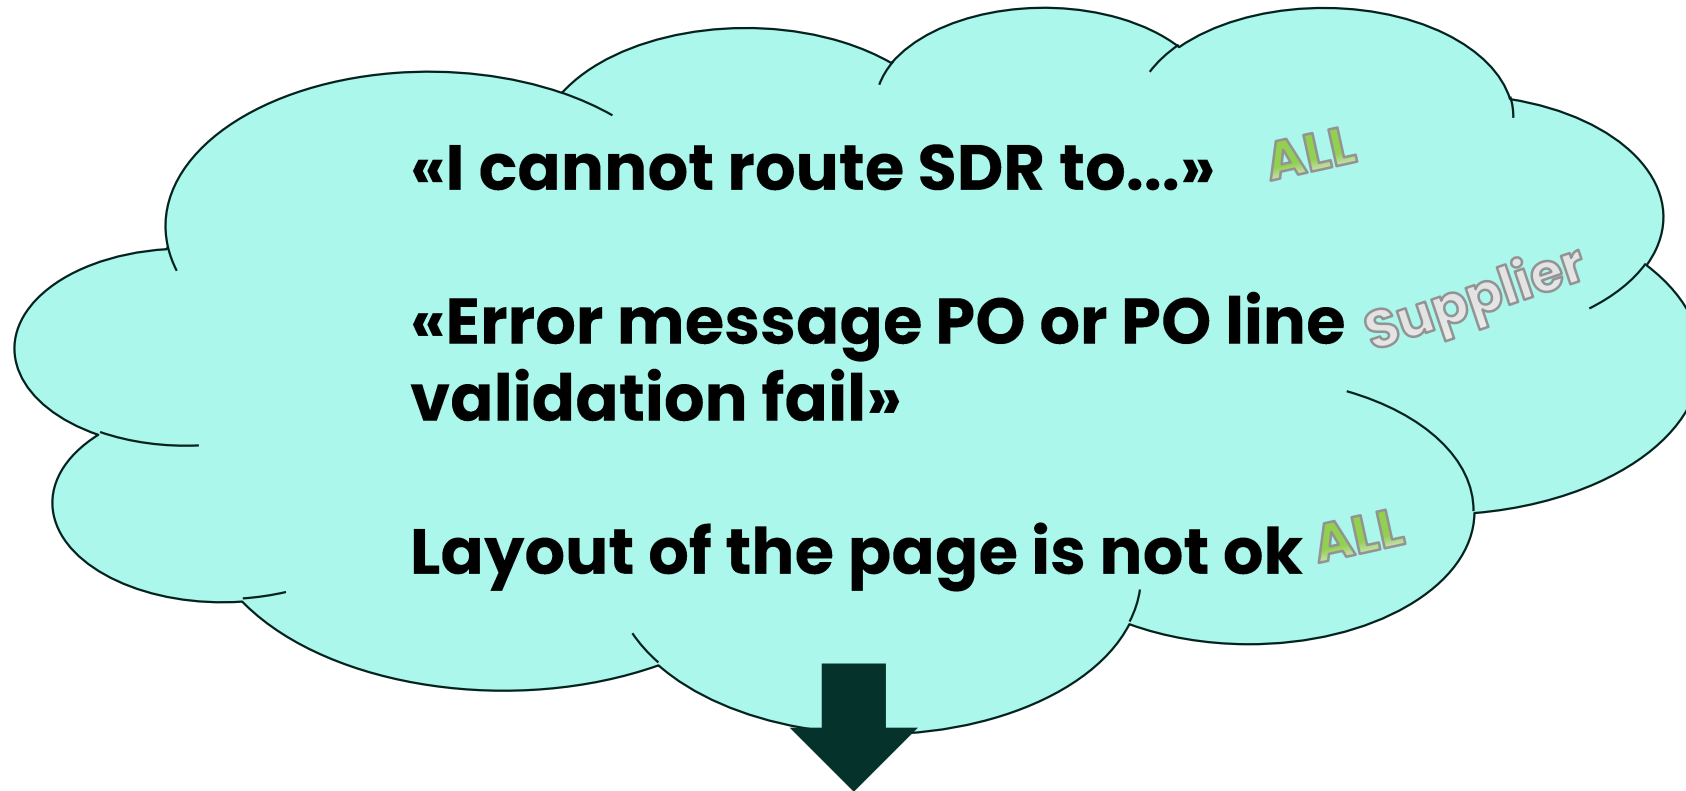 «I cannot route SDR to...» ALL
«Error message PO or PO line Supplier
validation fail»
Layout of the page is not ok ALL